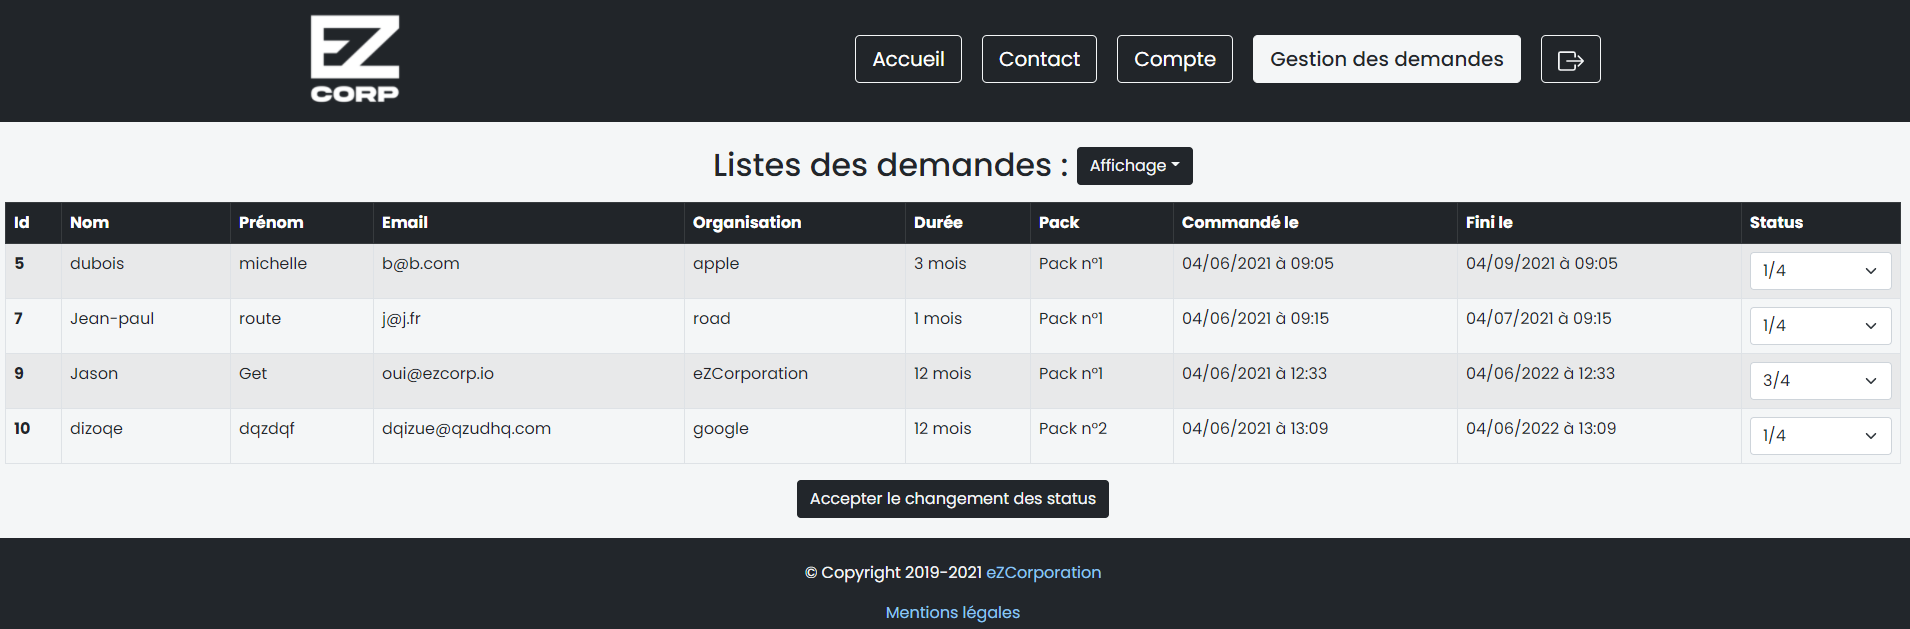 EZ
CORP
Accueil Contact Compte Gestion des demandes
Listes des demandes : Affichage
Id Nom Prénom Email Organisation Durée Pack Commandé le Fini le Status
5 dubois michelle b@b.com apple 3 mois Pack n°1 04/06/2021 à 09:05 04/09/2021 à 09:05 1/4
7 Jean-paul route j@j.fr road 1 mois Pack n°1 04/06/2021 à 09:15 04/07/2021 à 09:15 1/4
9 Jason Get oui@ezcorp.io eZCorporation 12 mois Pack n°1 04/06/2021 à 12:33 04/06/2022 à 12:33 3/4
10 dizoqe dqzdqf dqizue@qzudhq.com google 12 mois Pack n°2 04/06/2021 à 13:09 04/06/2022 à 13:09 1/4
Accepter le changement des status
© Copyright 2019-2021 eZCorporation
Mentions légales